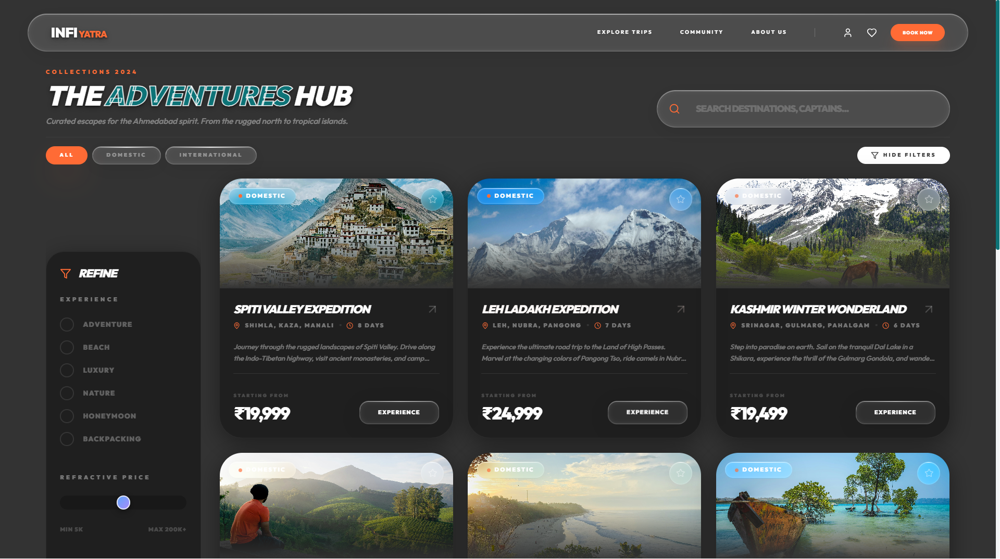 INFI YATRA
EXPLORE TRIPS
COMMUNITY
ABOUT US
BOOK NOW
COLLECTIONS 2024
THE ADVENTURES HUB
Curated escapes for the Ahmedabad spirit. From the rugged north to tropical islands.
SEARCH DESTINATIONS, CAPTAINS...
ALL
DOMESTIC
INTERNATIONAL
HIDE FILTERS
REFINE
EXPERIENCE
ADVENTURE
BEACH
LUXURY
NATURE
HONEYMOON
BACKPACKING
REFRACTIVE PRICE
MIN 5K
MAX 200K+
DOMESTIC
SPITI VALLEY EXPEDITION
SHIMLA, KAZA, MANALI • 8 DAYS
Journey through the rugged landscapes of Spiti Valley. Drive along
the Indo-Tibetan highway, visit ancient monasteries, and camp...
STARTING FROM
₹19,999
EXPERIENCE
DOMESTIC
LEH LADAKH EXPEDITION
LEH, NUBRA, PANGONG • 7 DAYS
Experience the ultimate road trip to the Land of High Passes.
Marvel at the changing colors of Pangong Tso, ride camels in Nubr...
STARTING FROM
₹24,999
EXPERIENCE
DOMESTIC
KASHMIR WINTER WONDERLAND
SRINAGAR, GULMARG, PAHALGAM • 6 DAYS
Step into paradise on earth. Sail on the tranquil Dal Lake in a
Shikara, experience the thrill of the Gulmarg Gondola, and wande...
STARTING FROM
₹19,499
EXPERIENCE
DOMESTIC
DOMESTIC
DOMESTIC